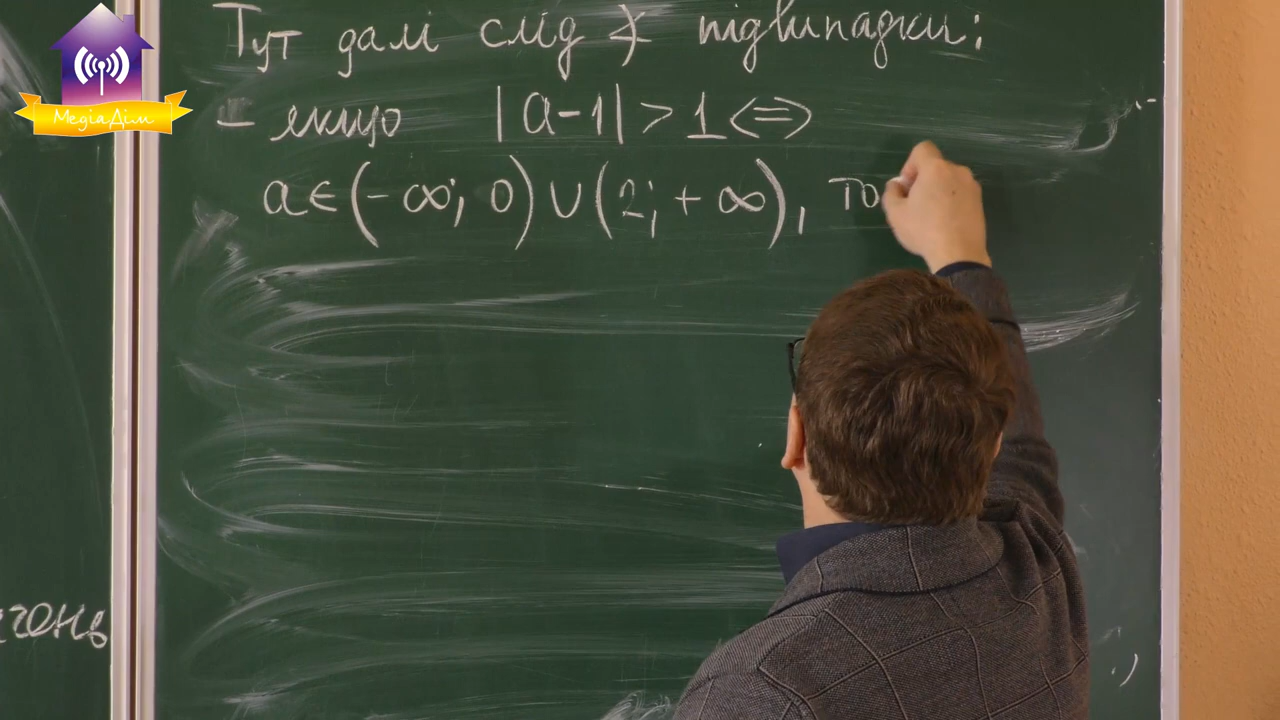 МедіаДім
Тут далі слід ⊁ підвипадки:
– якщо |a-1| > 1 <=>
a ∈ (-∞; 0) ∪ (2; +∞), то